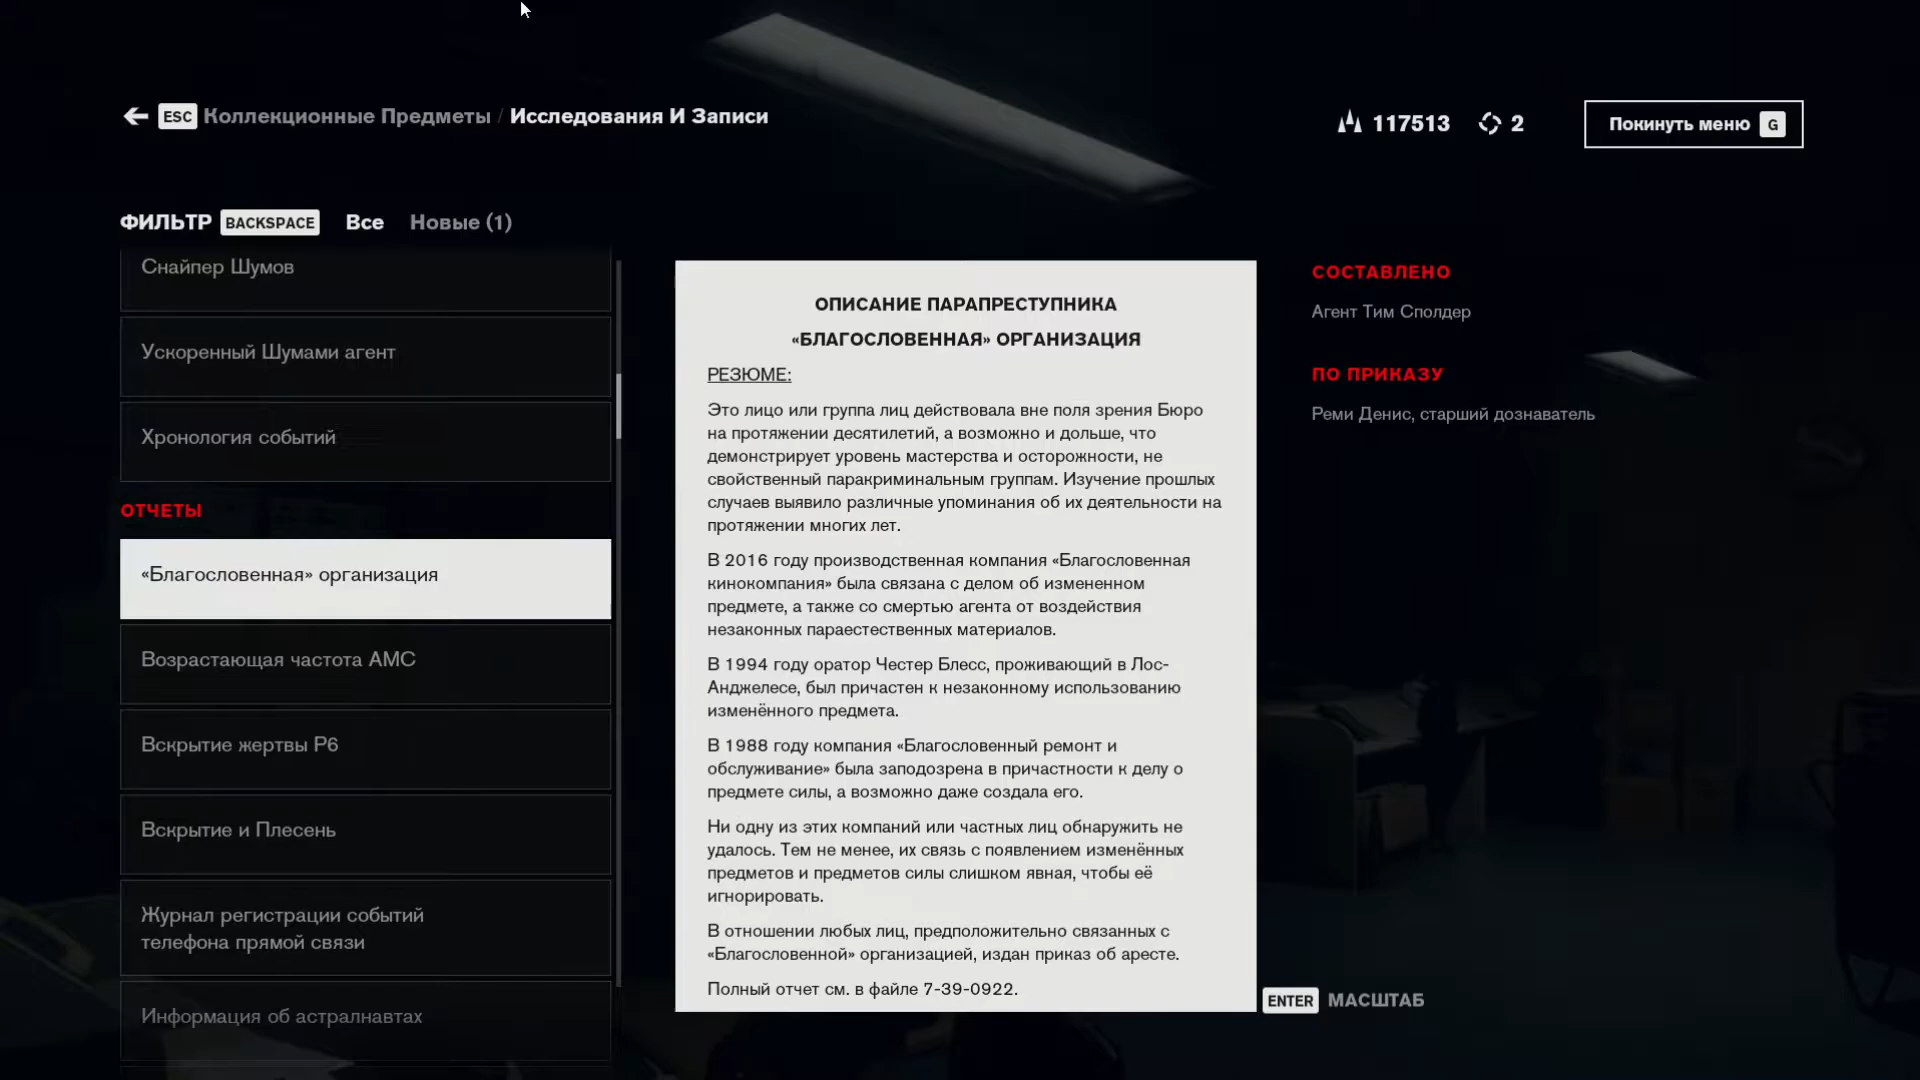 ESC Коллекционные Предметы / Исследования И Записи
117513 2
Покинуть меню G
ФИЛЬТР BACKSPACE Все Новые (1)
Снайпер Шумов
Ускоренный Шумами агент
Хронология событий
ОТЧЕТЫ
«Благословенная» организация
Возрастающая частота АМС
Вскрытие жертвы P6
Вскрытие и Плесень
Журнал регистрации событий
телефона прямой связи
Информация об астралнавтах
ОПИСАНИЕ ПАРАПРЕСТУПНИКА
«БЛАГОСЛОВЕННАЯ» ОРГАНИЗАЦИЯ
РЕЗЮМЕ:
Это лицо или группа лиц действовала вне поля зрения Бюро
на протяжении десятилетий, а возможно и дольше, что
демонстрирует уровень мастерства и осторожности, не
свойственный паракриминальным группам. Изучение прошлых
случаев выявило различные упоминания об их деятельности на
протяжении многих лет.
В 2016 году производственная компания «Благословенная
кинокомпания» была связана с делом об измененном
предмете, а также со смертью агента от воздействия
незаконных параестественных материалов.
В 1994 году оратор Честер Блесс, проживающий в Лос-
Анджелесе, был причастен к незаконному использованию
изменённого предмета.
В 1988 году компания «Благословенный ремонт и
обслуживание» была заподозрена в причастности к делу о
предмете силы, а возможно даже создала его.
Ни одну из этих компаний или частных лиц обнаружить не
удалось. Тем не менее, их связь с появлением изменённых
предметов и предметов силы слишком явная, чтобы её
игнорировать.
В отношении любых лиц, предположительно связанных с
«Благословенной» организацией, издан приказ об аресте.
Полный отчет см. в файле 7-39-0922.
СОСТАВЛЕНО
Агент Тим Сполдер
ПО ПРИКАЗУ
Реми Денис, старший дознаватель
ENTER МАСШТАБ